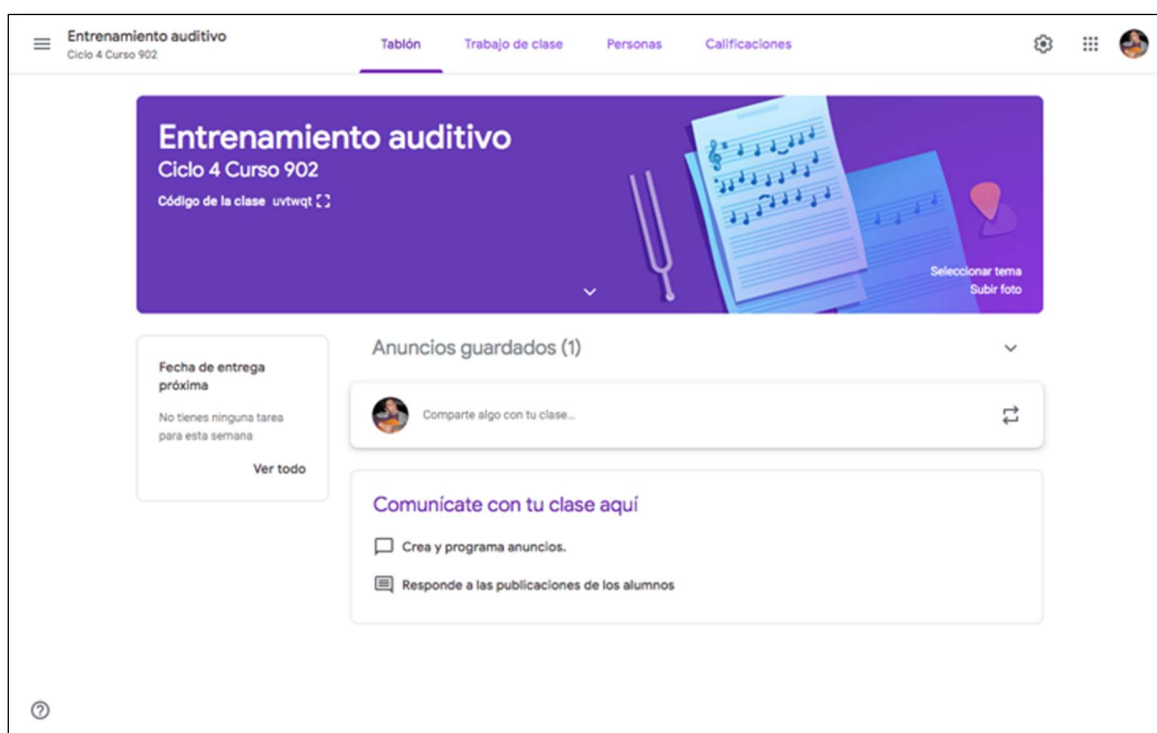 Entrenamiento auditivo
Ciclo 4 Curso 902
Tablón
Trabajo de clase
Personas
Calificaciones
Entrenamiento auditivo
Ciclo 4 Curso 902
Código de la clase uvtwqt
Seleccionar tema
Subir foto
Fecha de entrega
próxima
No tienes ninguna tarea
para esta semana
Ver todo
Anuncios guardados (1)
Comparte algo con tu clase…
Comunícate con tu clase aquí
Crea y programa anuncios.
Responde a las publicaciones de los alumnos